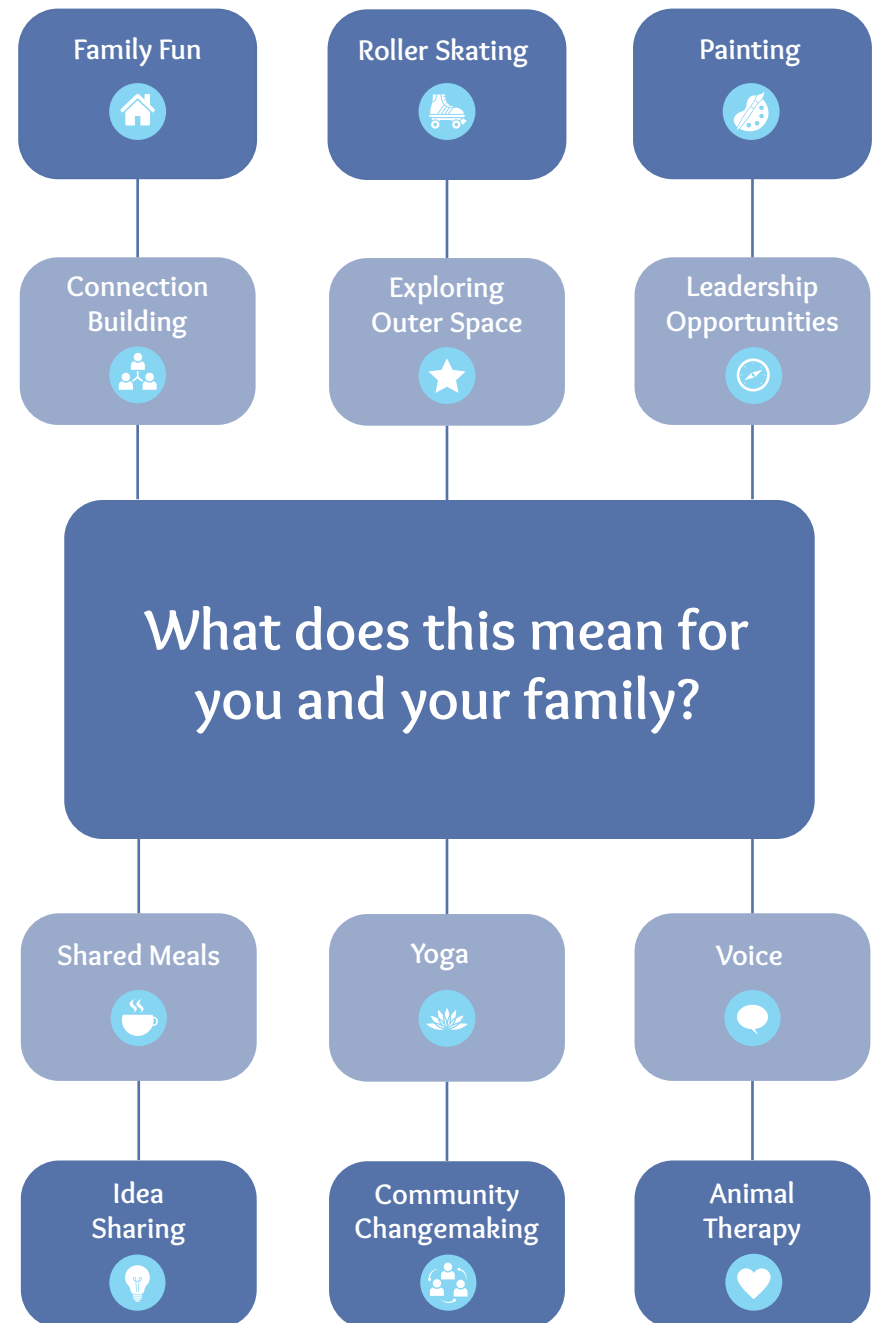 Family Fun
Roller Skating
Painting
Connection
Building
Exploring
Outer Space
Leadership
Opportunities
What does this mean for
you and your family?
Shared Meals
Yoga
Voice
Idea
Sharing
Community
Changemaking
Animal
Therapy